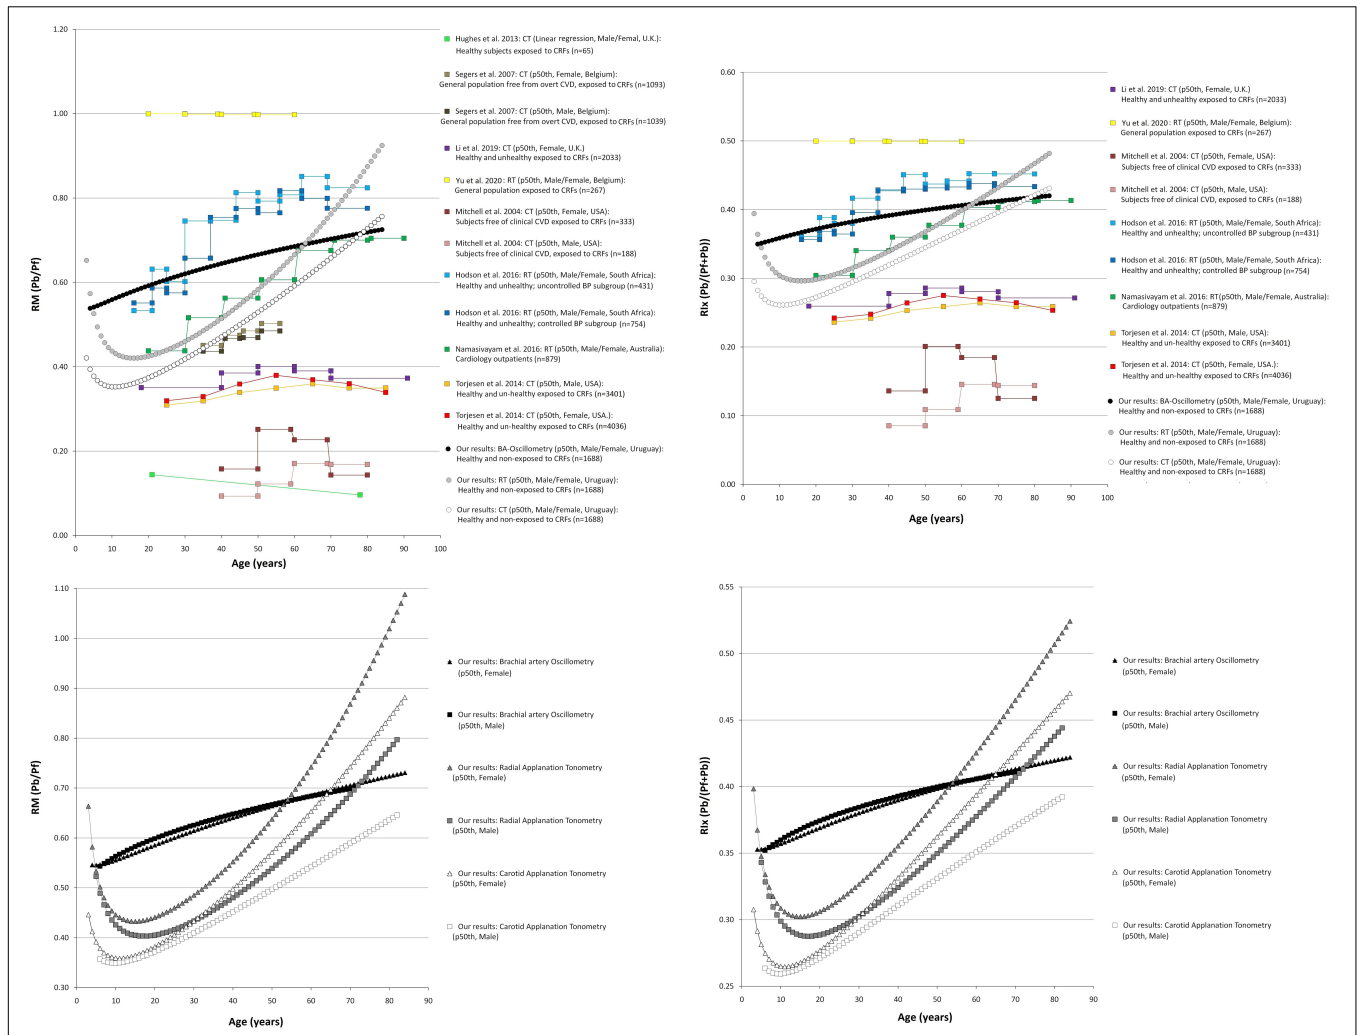 1.20
1.00
0.80
0.60
0.40
0.20
0.00
RM (Pb/Pf)
0 10 20 30 40 50 60 70 80 90 100
Age (years)
Hughes et al. 2013: CT (Linear regression, Male/Femal, U.K.):
Healthy subjects exposed to CRFs (n=65)
Segers et al. 2007: CT (p50th, Female, Belgium):
General population free from overt CVD, exposed to CRFs (n=1093)
Segers et al. 2007: CT (p50th, Male, Belgium):
General population free from overt CVD, exposed to CRFs (n=1039)
Li et al. 2019: CT (p50th, Female, U.K.)
Healthy and unhealthy exposed to CRFs (n=2033)
Yu et al. 2020: RT (p50th, Male/Female, Belgium):
General population exposed to CRFs (n=267)
Mitchell et al. 2004: CT (p50th, Female, USA):
Subjects free of clinical CVD exposed to CRFs (n=333)
Mitchell et al. 2004: CT (p50th, Male, USA):
Subjects free of clinical CVD, exposed to CRFs (n=188)
Hodson et al. 2016: RT (p50th, Male/Female, South Africa):
Healthy and unhealthy; uncontrolled BP subgroup (n=431)
Hodson et al. 2016: RT (p50th, Male/Female, South Africa):
Healthy and unhealthy; controlled BP subgroup (n=754)
Namasivayam et al. 2016: RT (p50th, Male/Female, Australia):
Cardiology outpatients (n=879)
Torjesen et al. 2014: CT (p50th, Male, USA):
Healthy and un-healthy exposed to CRFs (n=3401)
Torjesen et al. 2014: CT (p50th, Female, USA.):
Healthy and un-healthy exposed to CRFs (n=4036)
Our results: BA-Oscillometry (p50th, Male/Female, Uruguay):
Healthy and non-exposed to CRFs (n=1688)
Our results: RT (p50th, Male/Female, Uruguay):
Healthy and non-exposed to CRFs (n=1688)
Our results: CT (p50th, Male/Female, Uruguay):
Healthy and non-exposed to CRFs (n=1688)
0.60
0.50
0.40
0.30
0.20
0.10
0.00
RIx (Pb/(Pf+Pb))
0 10 20 30 40 50 60 70 80 90 100
Age (years)
Li et al. 2019: CT (p50th, Female, U.K.)
Healthy and unhealthy exposed to CRFs (n=2033)
Yu et al. 2020: RT (p50th, Male/Female, Belgium):
General population exposed to CRFs (n=267)
Mitchell et al. 2004: CT (p50th, Female, USA):
Subjects free of clinical CVD exposed to CRFs (n=333)
Mitchell et al. 2004: CT (p50th, Male, USA):
Subjects free of clinical CVD, exposed to CRFs (n=188)
Hodson et al. 2016: RT (p50th, Male/Female, South Africa):
Healthy and unhealthy; uncontrolled BP subgroup (n=431)
Hodson et al. 2016: RT (p50th, Male/Female, South Africa):
Healthy and unhealthy; controlled BP subgroup (n=754)
Namasivayam et al. 2016: RT(p50th, Male/Female, Australia):
Cardiology outpatients (n=879)
Torjesen et al. 2014: CT (p50th, Male, USA):
Healthy and un-healthy exposed to CRFs (n=3401)
Torjesen et al. 2014: CT (p50th, Female, USA):
Healthy and un-healthy exposed to CRFs (n=4036)
Our results: BA-Oscillometry (p50th, Male/Female, Uruguay):
Healthy and non-exposed to CRFs (n=1688)
Our results: RT (p50th, Male/Female, Uruguay):
Healthy and non-exposed to CRFs (n=1688)
Our results: CT (p50th, Male/Female, Uruguay):
Healthy and non-exposed to CRFs (n=1688)
1.10
1.00
0.90
0.80
0.70
0.60
0.50
0.40
0.30
RM (Pb/Pf)
0 10 20 30 40 50 60 70 80 90
Age (years)
Our results: Brachial artery Oscillometry
(p50th, Female)
Our results: Brachial artery Oscillometry
(p50th, Male)
Our results: Radial Applanation Tonometry
(p50th, Female)
Our results: Radial Applanation Tonometry
(p50th, Male)
Our results: Carotid Applanation Tonometry
(p50th, Female)
Our results: Carotid Applanation Tonometry
(p50th, Male)
0.55
0.50
0.45
0.40
0.35
0.30
0.25
RIx (Pb/(Pf+Pb))
0 10 20 30 40 50 60 70 80 90
Age (years)
Our results: Brachial artery Oscillometry
(p50th, Female)
Our results: Brachial artery Oscillometry
(p50th, Male)
Our results: Radial Applanation Tonometry
(p50th, Female)
Our results: Radial Applanation Tonometry
(p50th, Male)
Our results: Carotid Applanation Tonometry
(p50th, Female)
Our results: Carotid Applanation Tonometry
(p50th, Male)